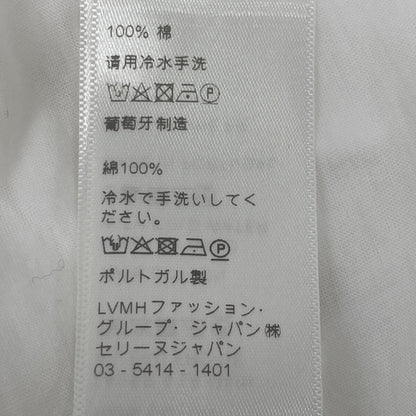 100% 棉
请用冷水手洗
P
葡萄牙制造
綿100%
冷水で手洗いしてく
ださい。
P
ポルトガル製
LVMHファッション・
グループ・ジャパン㈱
セリーヌジャパン
03 - 5414 - 1401